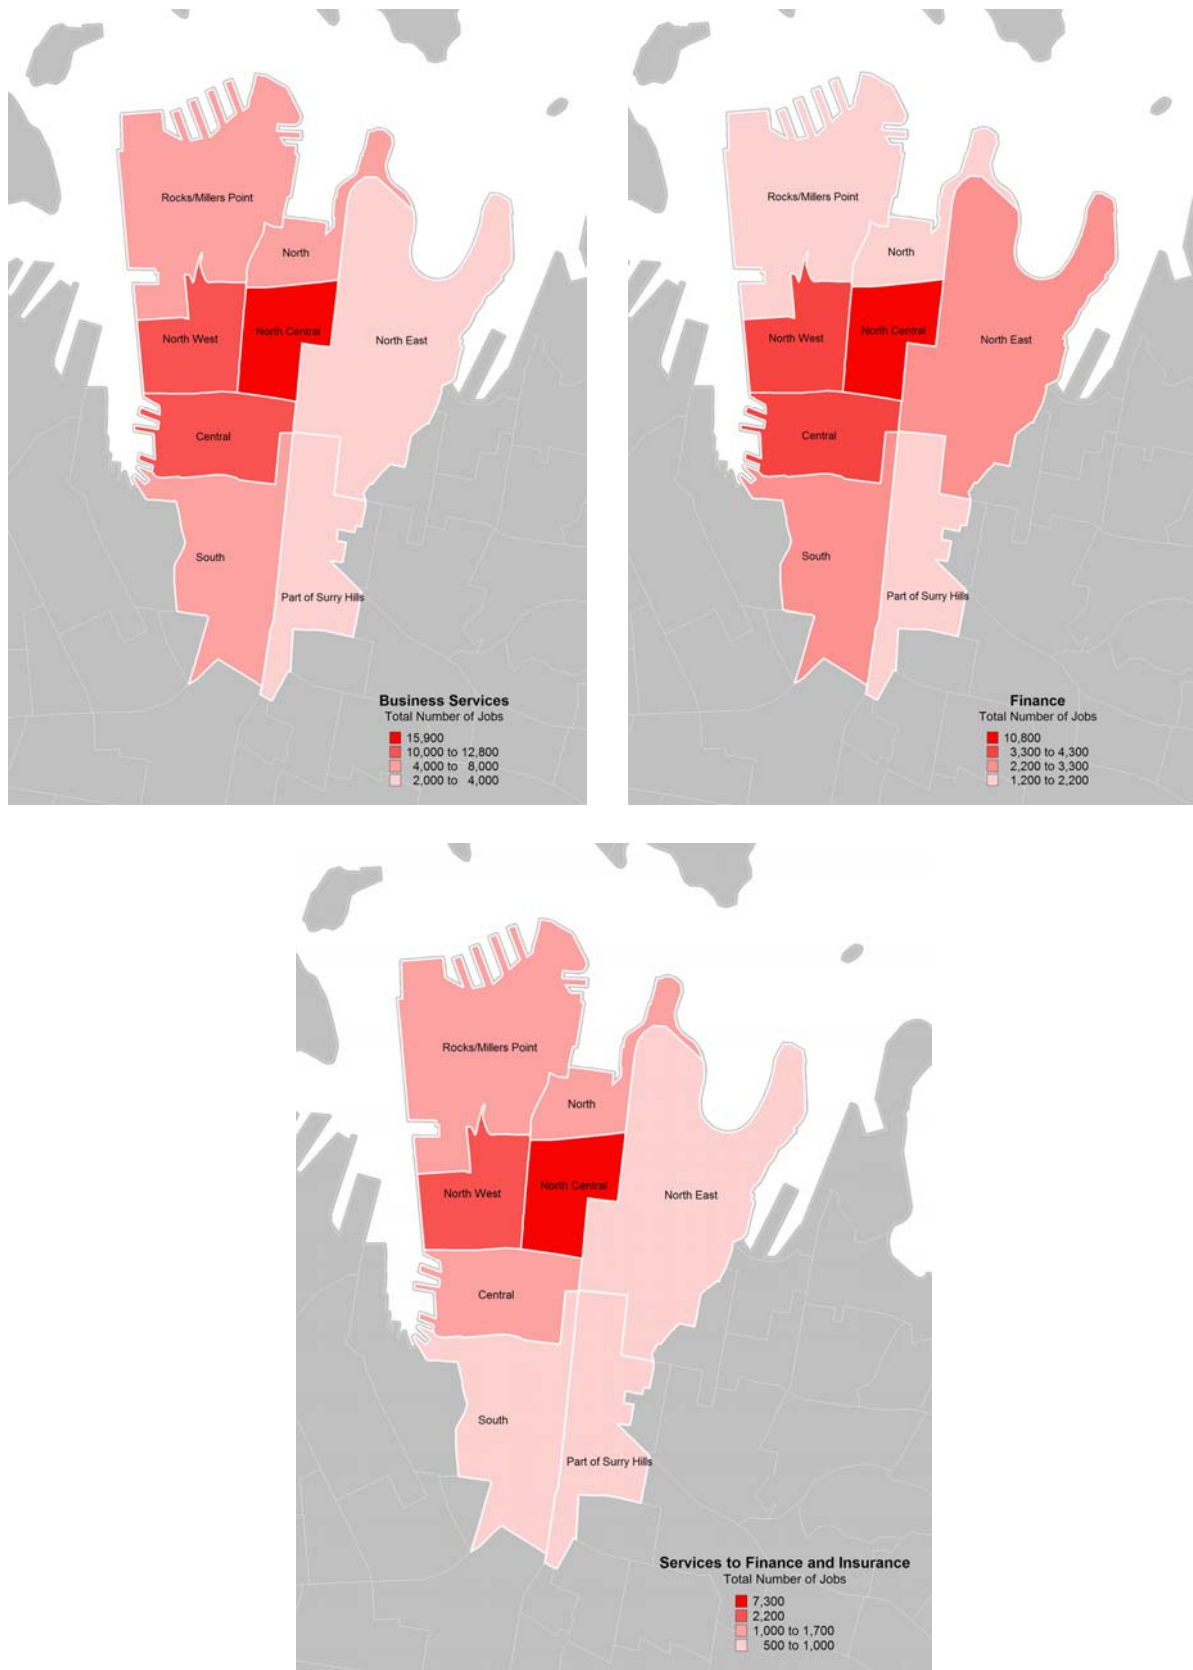 Rocks/Millers Point
North
North West
North Central
North East
Central
South
Part of Surry Hills
Business Services
Total Number of Jobs
15,900
10,000 to 12,800
4,000 to 8,000
2,000 to 4,000
Rocks/Millers Point
North
North West
North Central
North East
Central
South
Part of Surry Hills
Finance
Total Number of Jobs
10,800
3,300 to 4,300
2,200 to 3,300
1,200 to 2,200
Rocks/Millers Point
North
North West
North Central
North East
Central
South
Part of Surry Hills
Services to Finance and Insurance
Total Number of Jobs
7,300
2,200
1,000 to 1,700
500 to 1,000